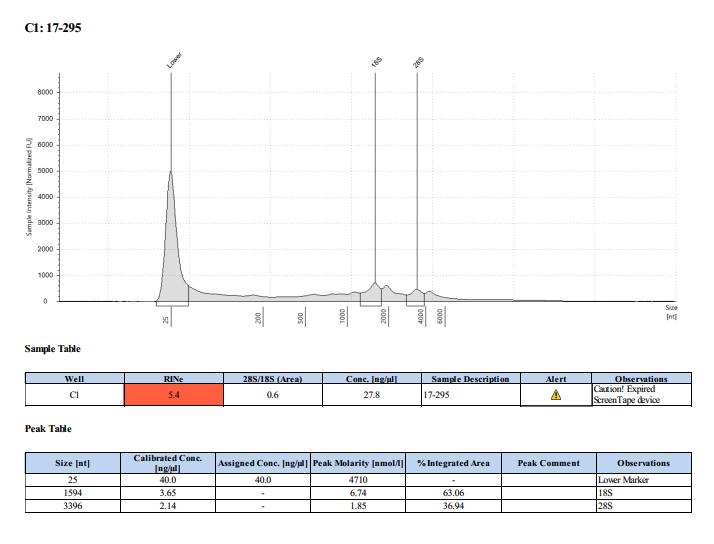 C1: 17-295
Lower
18S
28S
Sample Intensity [Normalized FU]
8000
7000
6000
5000
4000
3000
2000
1000
0
25
200
500
1000
2000
4000
6000
Size
[nt]
Sample Table
Well RINe 28S/18S (Area) Conc. [ng/µl] Sample Description Alert Observations
C1 5.4 0.6 27.8 17-295 Caution! Expired
ScreenTape device
Peak Table
Size [nt] Calibrated Conc. [ng/µl] Assigned Conc. [ng/µl] Peak Molarity [nmol/l] % Integrated Area Peak Comment Observations
25 40.0 40.0 4710 - Lower Marker
1594 3.65 - 6.74 63.06 18S
3396 2.14 - 1.85 36.94 28S